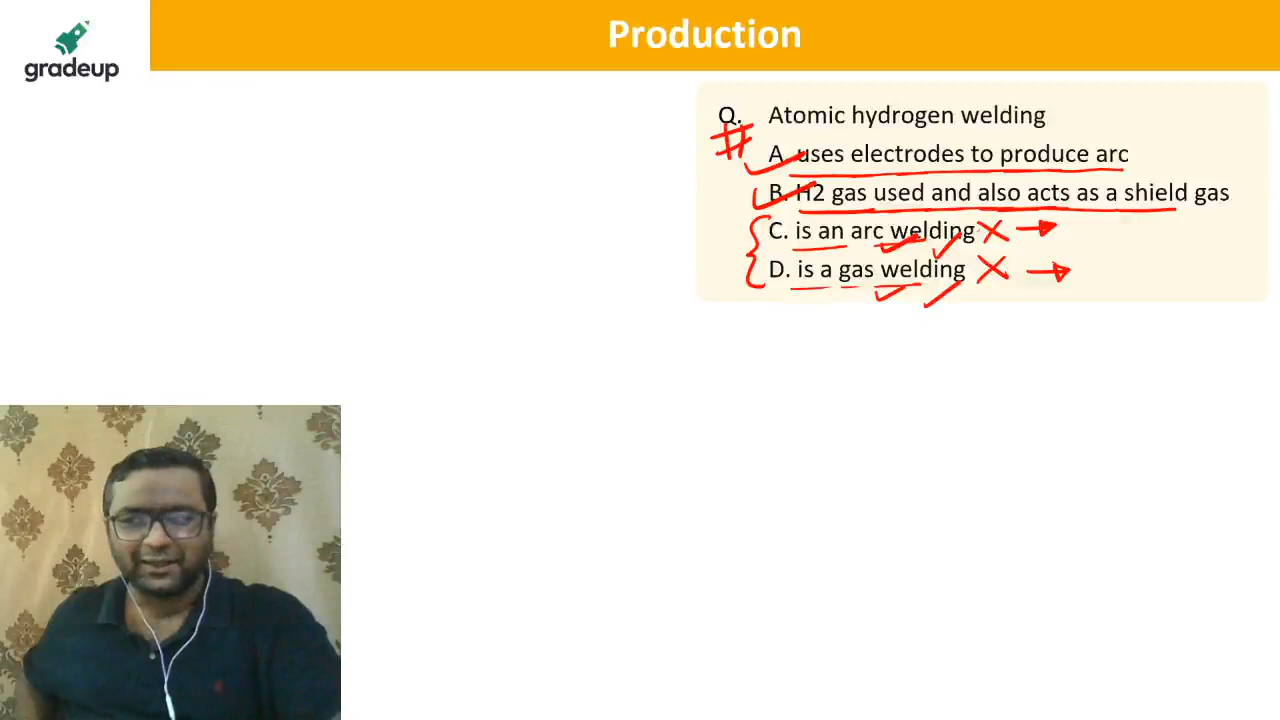 Production
gradeup
Q. Atomic hydrogen welding
A. uses electrodes to produce arc
B. H2 gas used and also acts as a shield gas
C. is an arc welding
D. is a gas welding